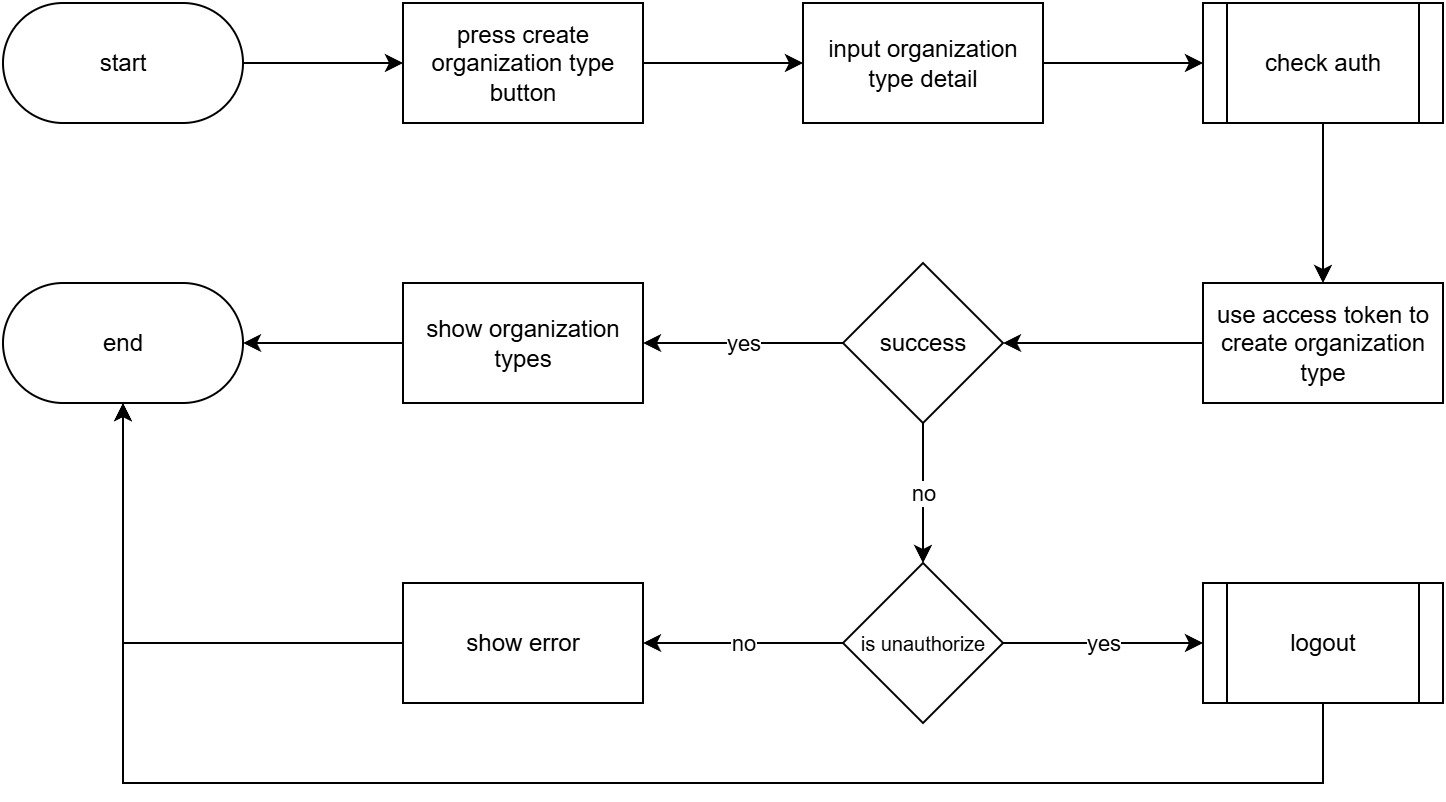 start
press create
organization type
button
input organization
type detail
check auth
end
show organization
types
yes
success
use access token to
create organization
type
no
show error
no
is unauthorize
yes
logout